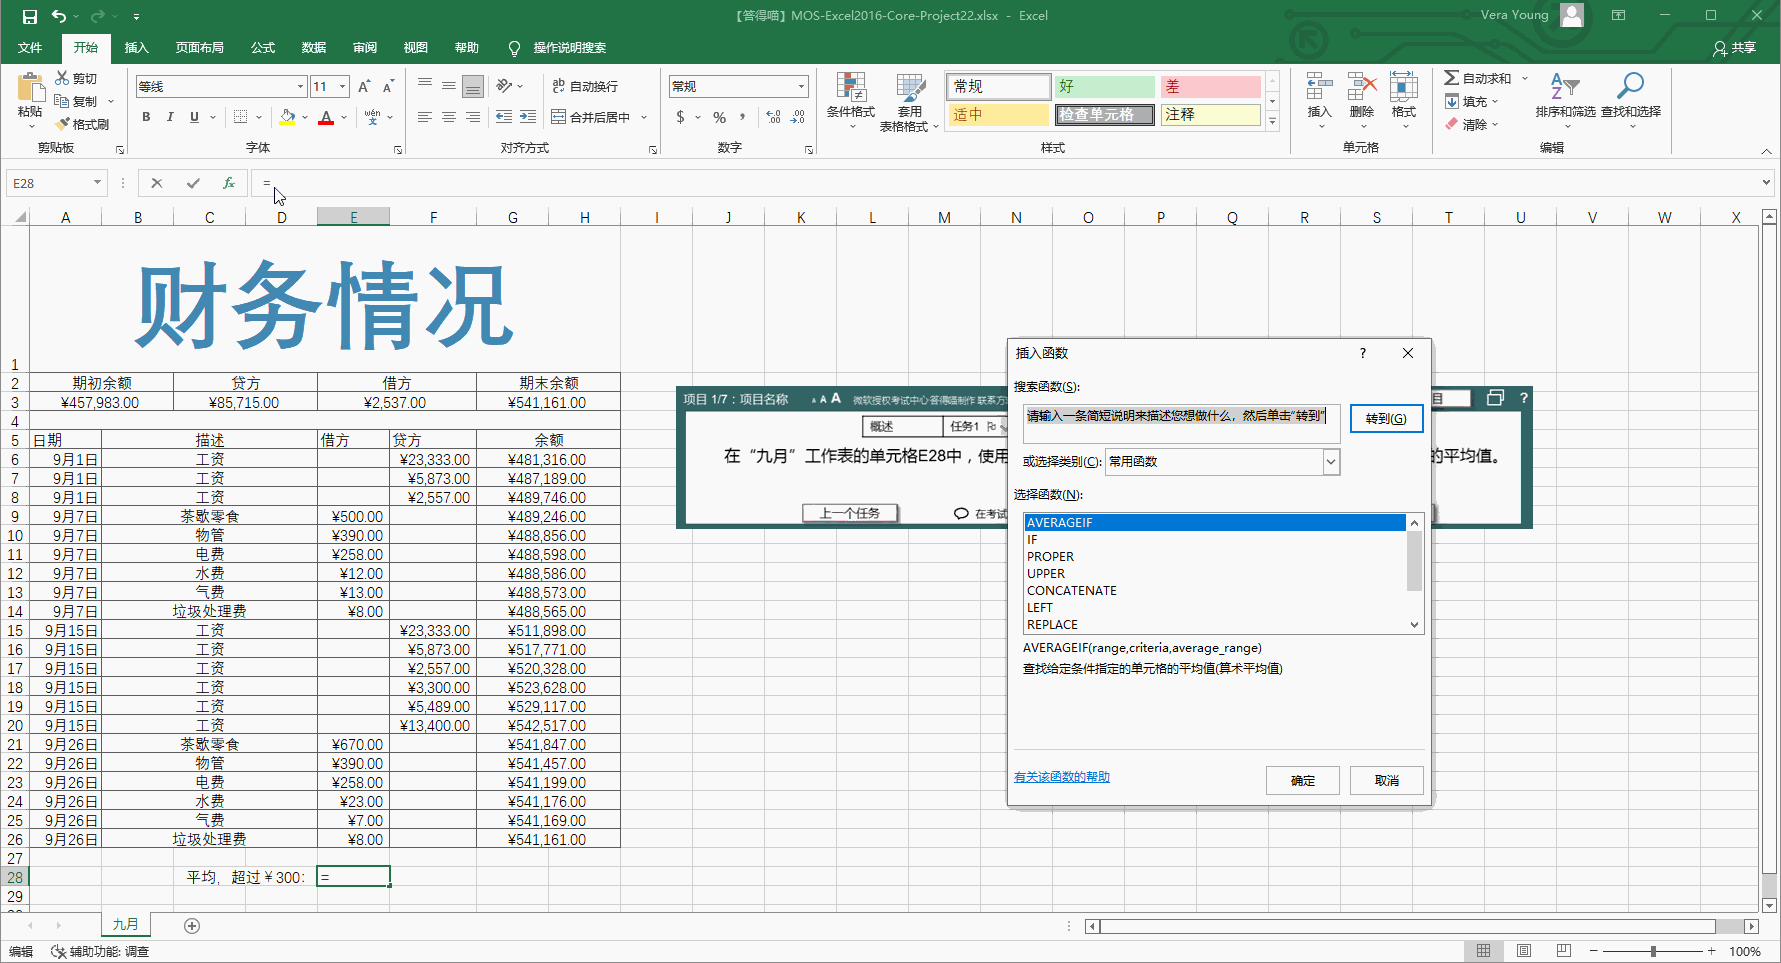 【答得喵】MOS-Excel2016-Core-Project22.xlsx - Excel
Vera Young
文件 开始 插入 页面布局 公式 数据 审阅 视图 帮助 操作说明搜索
共享
粘贴 剪切 复制 格式刷
等线 11
B I U
自动换行
合并后居中
常规
$ %
条件格式 套用 表格格式
常规 好 差
适中 检查单元格 注释
插入 删除 格式
自动求和 填充 清除
排序和筛选 查找和选择
剪贴板 字体 对齐方式 数字 样式 单元格 编辑
E28 fx =
A B C D E F G H I J K L M N O P Q R S T U V W X
财务情况
1
2 期初余额 贷方 借方 期末余额
3 ¥457,983.00 ¥85,715.00 ¥2,537.00 ¥541,161.00
4
5 日期 描述 借方 贷方 余额
6 9月1日 工资 ¥23,333.00 ¥481,316.00
7 9月1日 工资 ¥5,873.00 ¥487,189.00
8 9月1日 工资 ¥2,557.00 ¥489,746.00
9 9月7日 茶歇零食 ¥500.00 ¥489,246.00
10 9月7日 物管 ¥390.00 ¥488,856.00
11 9月7日 电费 ¥258.00 ¥488,598.00
12 9月7日 水费 ¥12.00 ¥488,586.00
13 9月7日 气费 ¥13.00 ¥488,573.00
14 9月7日 垃圾处理费 ¥8.00 ¥488,565.00
15 9月15日 工资 ¥23,333.00 ¥511,898.00
16 9月15日 工资 ¥5,873.00 ¥517,771.00
17 9月15日 工资 ¥2,557.00 ¥520,328.00
18 9月15日 工资 ¥3,300.00 ¥523,628.00
19 9月15日 工资 ¥5,489.00 ¥529,117.00
20 9月15日 工资 ¥13,400.00 ¥542,517.00
21 9月26日 茶歇零食 ¥670.00 ¥541,847.00
22 9月26日 物管 ¥390.00 ¥541,457.00
23 9月26日 电费 ¥258.00 ¥541,199.00
24 9月26日 水费 ¥23.00 ¥541,176.00
25 9月26日 气费 ¥7.00 ¥541,169.00
26 9月26日 垃圾处理费 ¥8.00 ¥541,161.00
27
28 平均，超过￥300： =
29
项目 1/7：项目名称 A A A 微软授权考试中心·答得喵制作 联系方 目 ?
概述 任务1
在“九月”工作表的单元格E28中，使用 的平均值。
上一个任务 在考试
插入函数 ?
搜索函数(S):
请输入一条简短说明来描述您想做什么，然后单击“转到”
转到(G)
或选择类别(C): 常用函数
选择函数(N):
AVERAGEIF
IF
PROPER
UPPER
CONCATENATE
LEFT
REPLACE
AVERAGEIF(range,criteria,average_range)
查找给定条件指定的单元格的平均值(算术平均值)
有关该函数的帮助
确定 取消
九月
编辑 辅助功能: 调查
100%